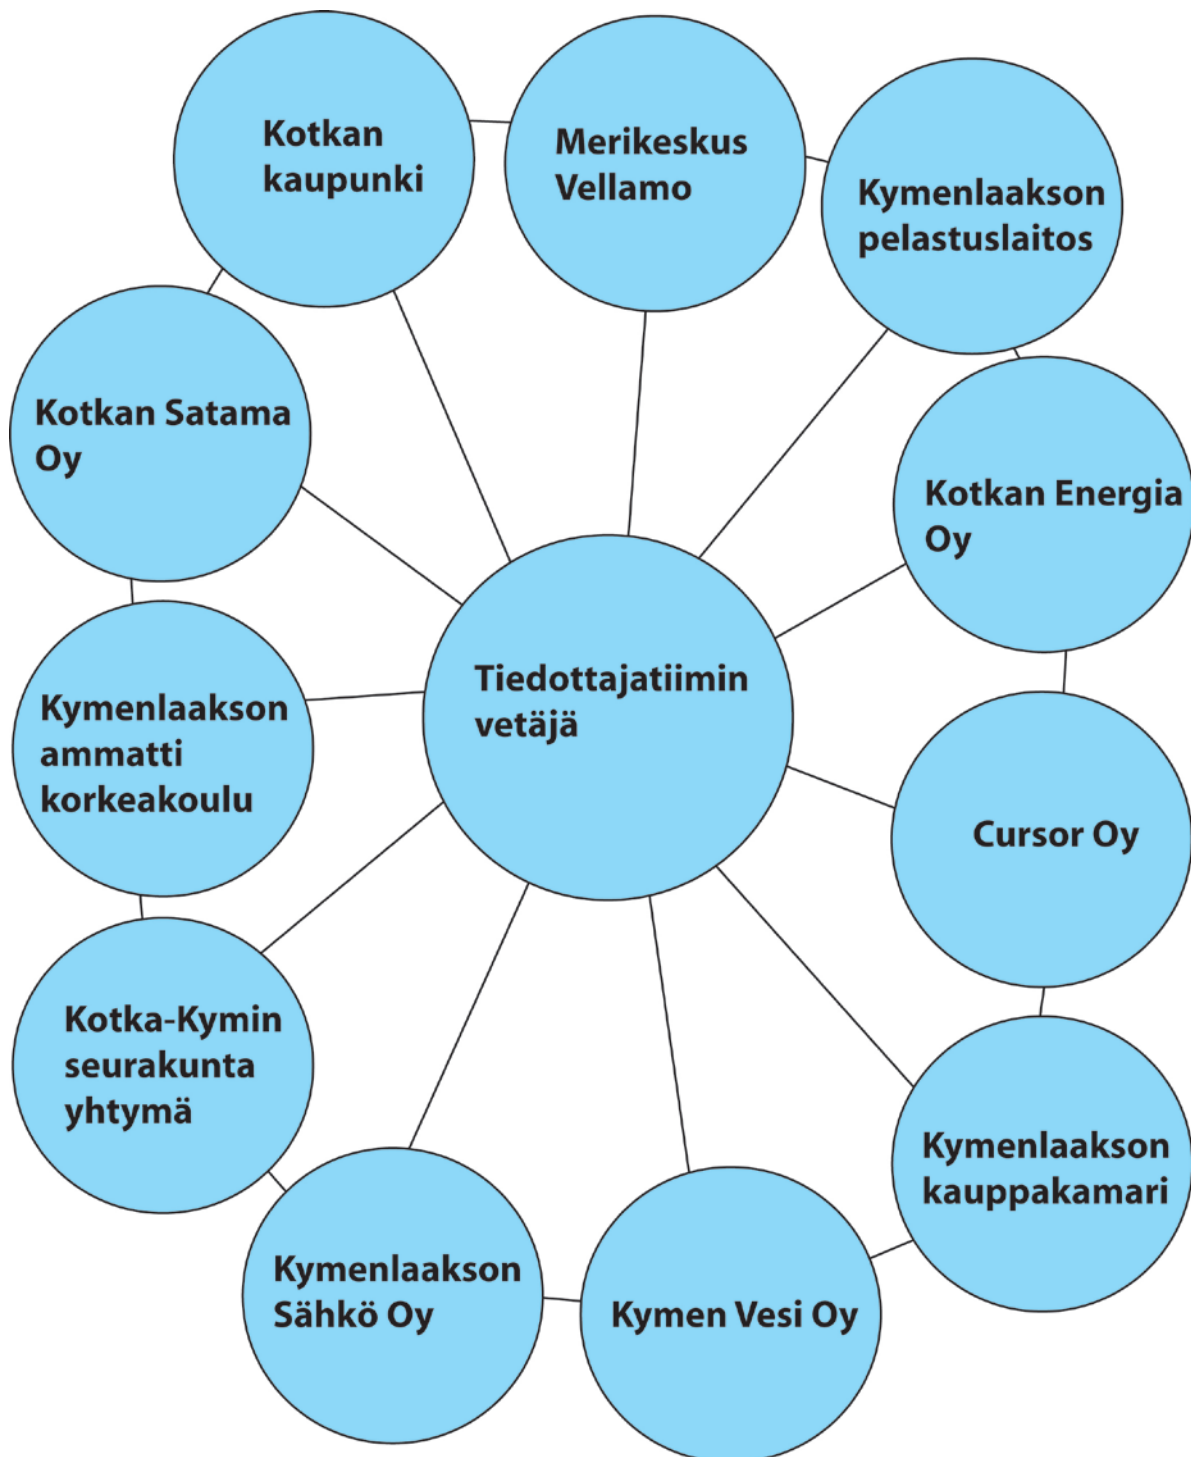 Kotkan
kaupunki
Merikeskus
Vellamo
Kymenlaakson
pelastuslaitos
Kotkan Satama
Oy
Kotkan Energia
Oy
Tiedottajatiimin
vetäjä
Kymenlaakson
ammatti
korkeakoulu
Cursor Oy
Kotka-Kymin
seurakunta
yhtymä
Kymenlaakson
kauppakamari
Kymenlaakson
Sähkö Oy
Kymen Vesi Oy